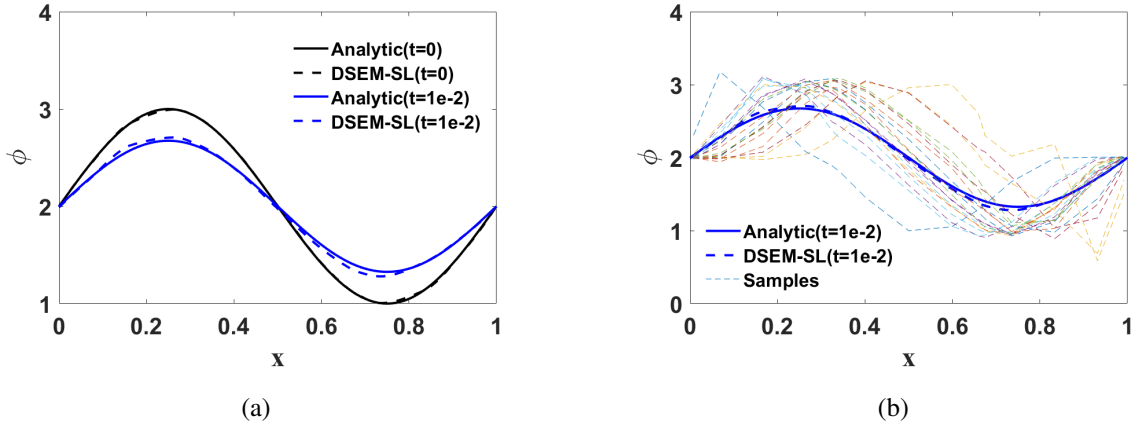 4
3
2
1
ϕ
0
0.2
0.4
0.6
0.8
1
x
Analytic(t=0)
DSEM-SL(t=0)
Analytic(t=1e-2)
DSEM-SL(t=1e-2)
(a)
4
3
2
1
0
ϕ
0
0.2
0.4
0.6
0.8
1
x
Analytic(t=1e-2)
DSEM-SL(t=1e-2)
Samples
(b)